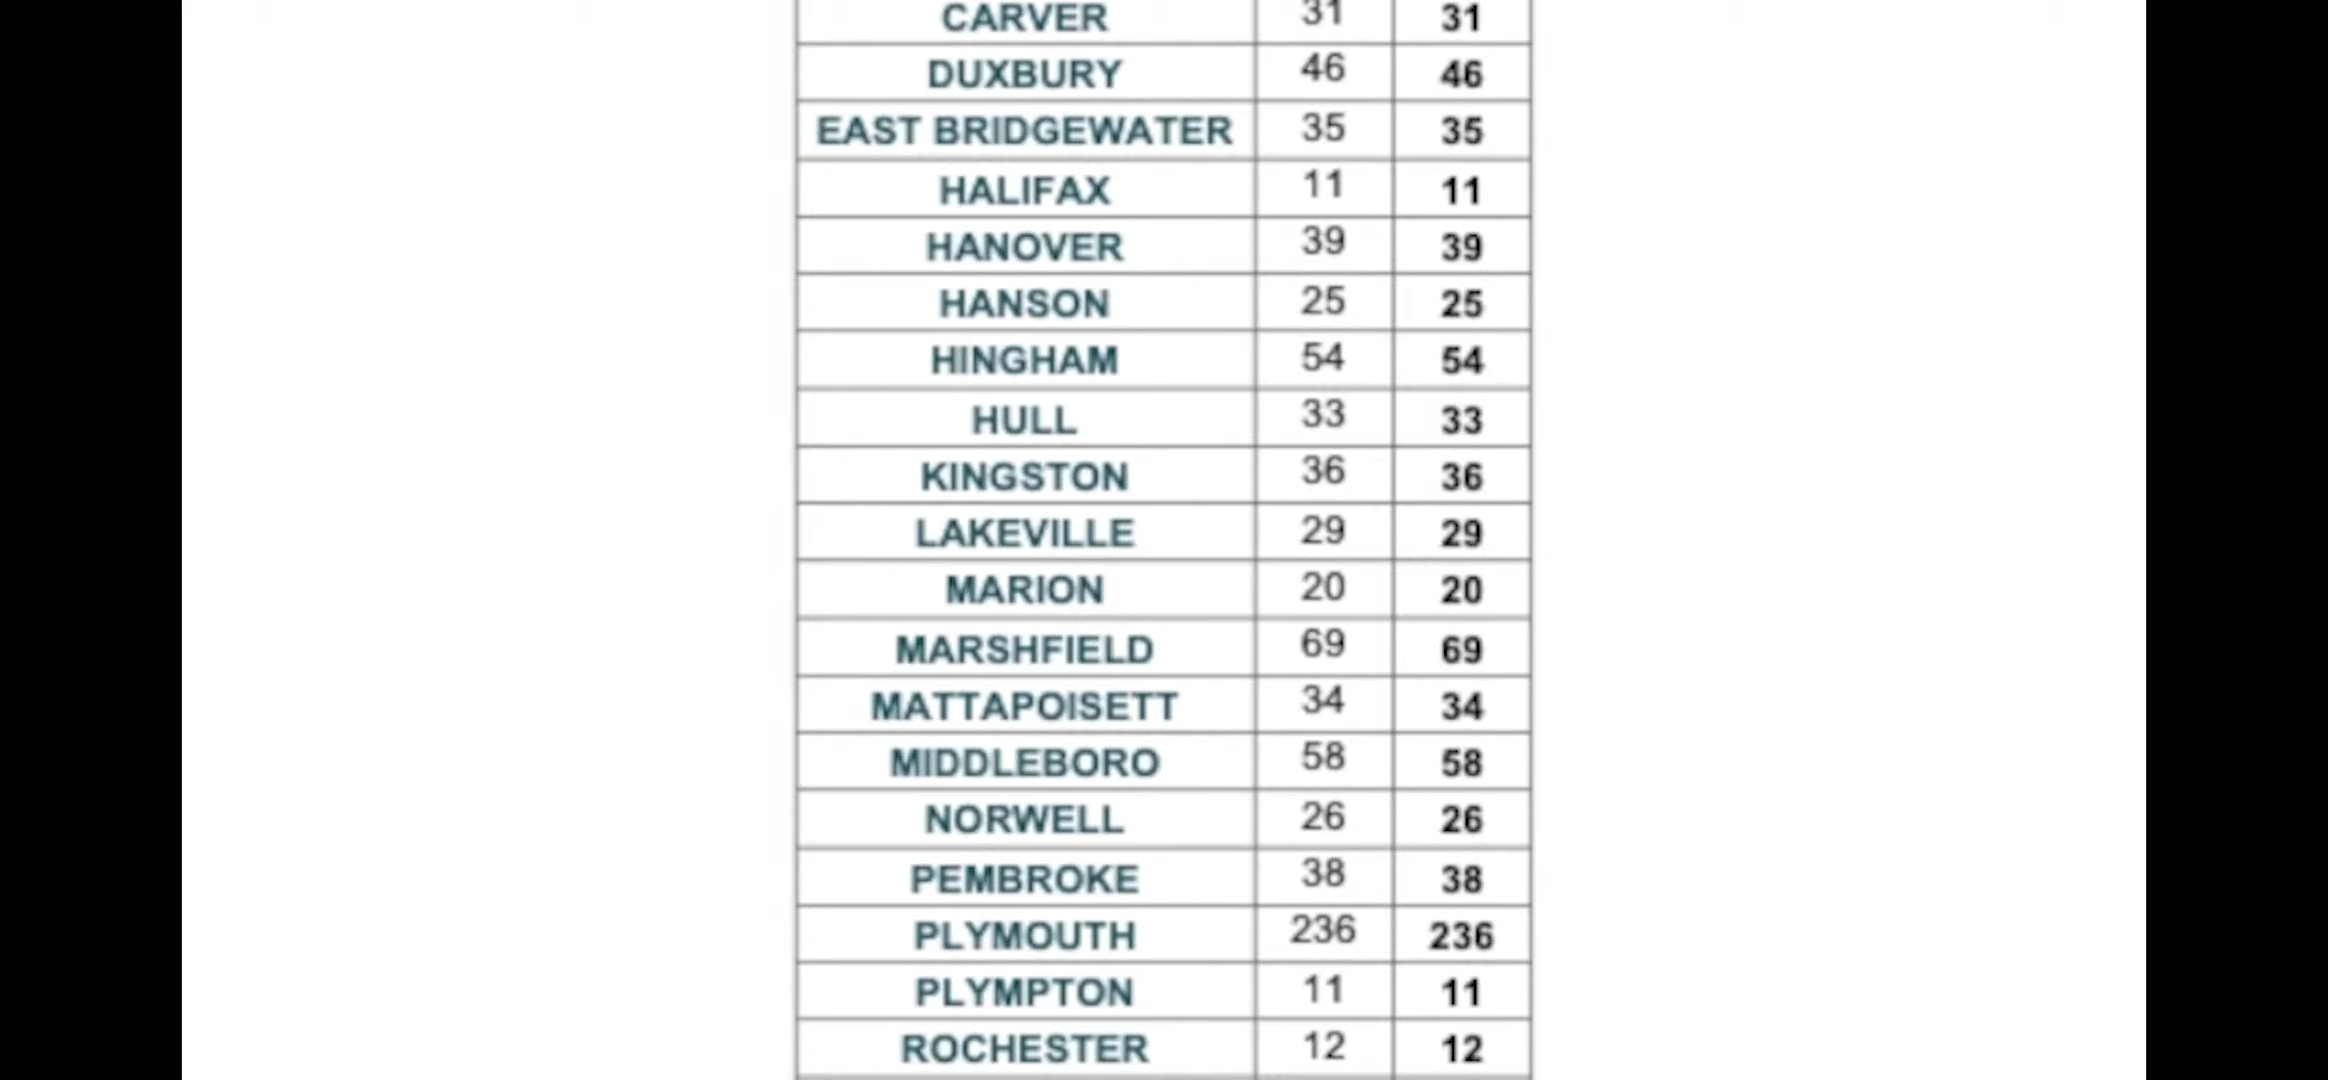 CARVER 31 31
DUXBURY 46 46
EAST BRIDGEWATER 35 35
HALIFAX 11 11
HANOVER 39 39
HANSON 25 25
HINGHAM 54 54
HULL 33 33
KINGSTON 36 36
LAKEVILLE 29 29
MARION 20 20
MARSHFIELD 69 69
MATTAPOISETT 34 34
MIDDLEBORO 58 58
NORWELL 26 26
PEMBROKE 38 38
PLYMOUTH 236 236
PLYMPTON 11 11
ROCHESTER 12 12